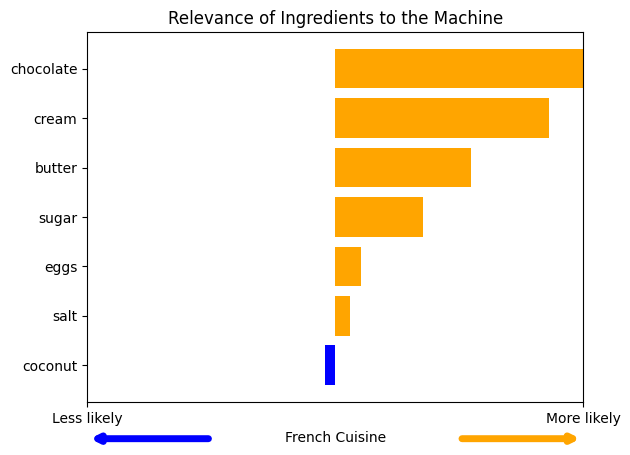 Relevance of Ingredients to the Machine
chocolate
cream
butter
sugar
eggs
salt
coconut
Less likely
More likely
French Cuisine